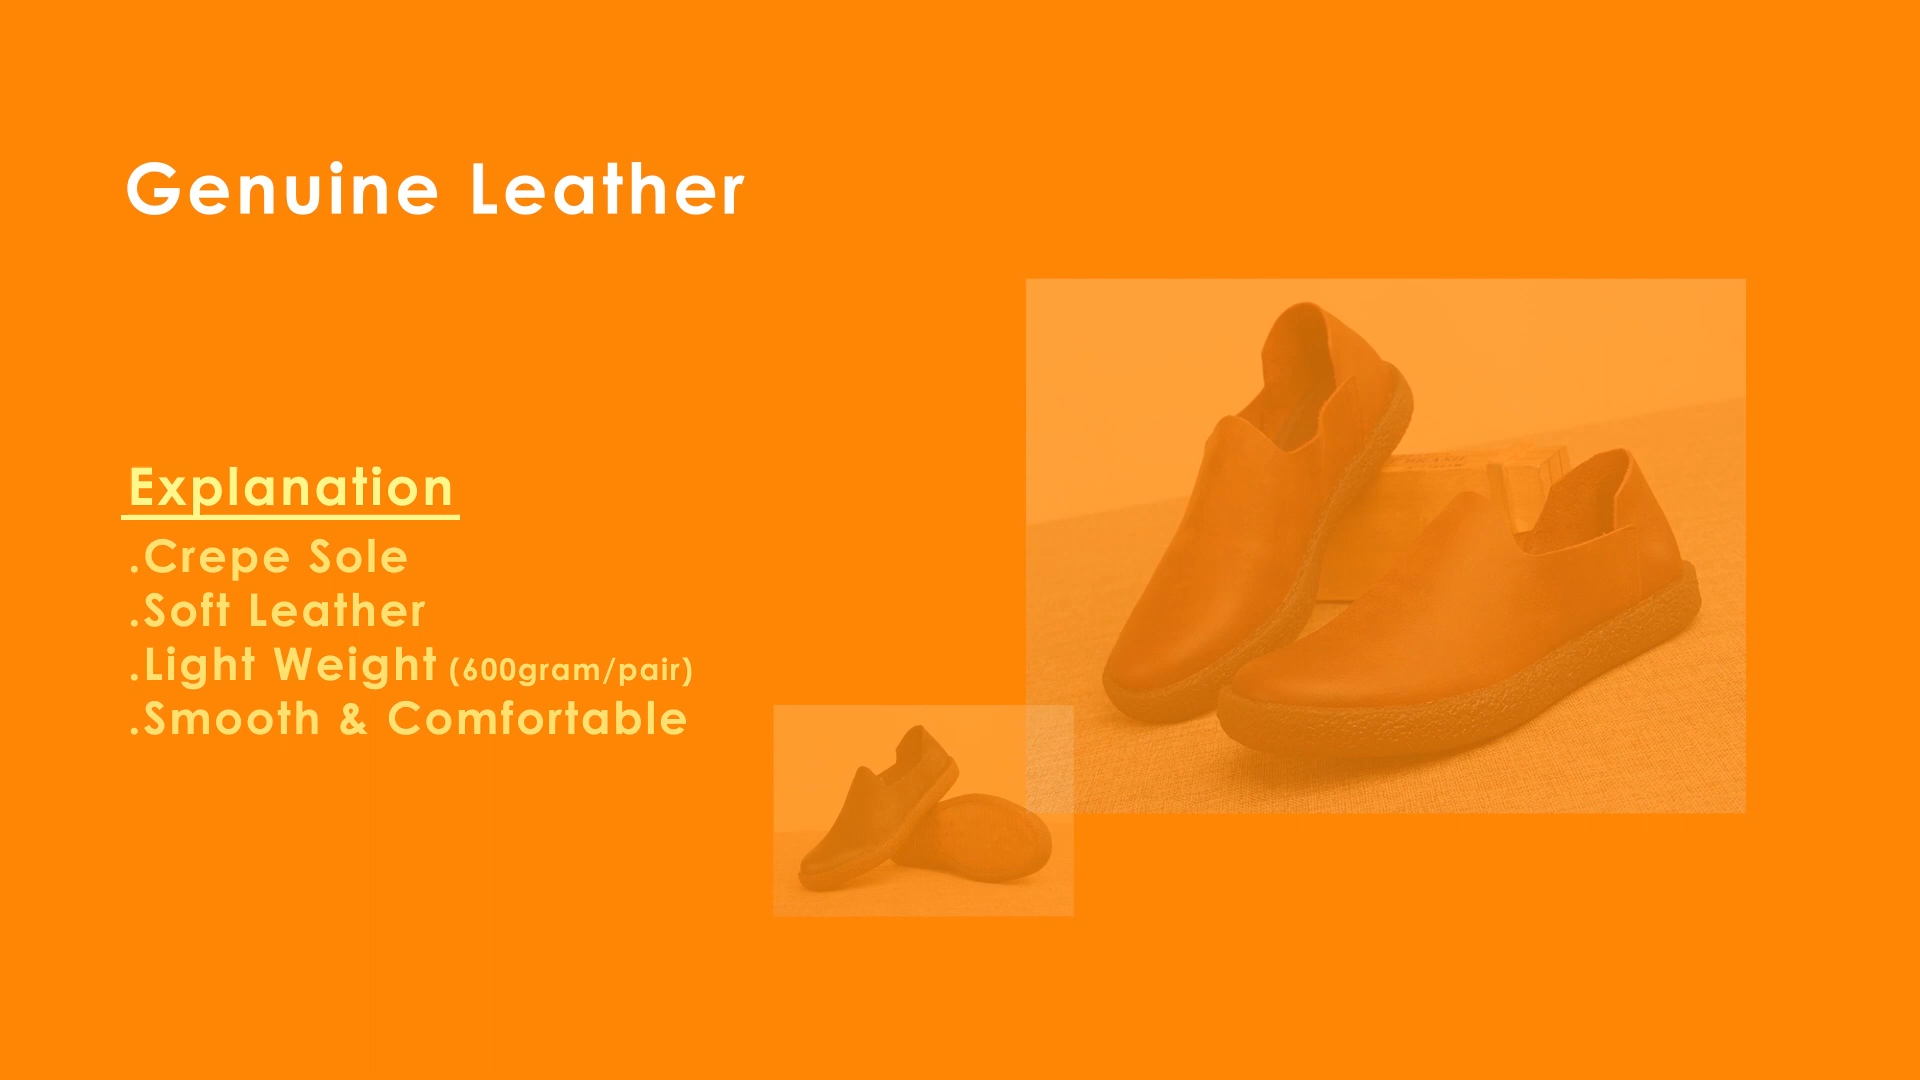 Genuine Leather
Explanation
.Crepe Sole
.Soft Leather
.Light Weight (600gram/pair)
.Smooth & Comfortable